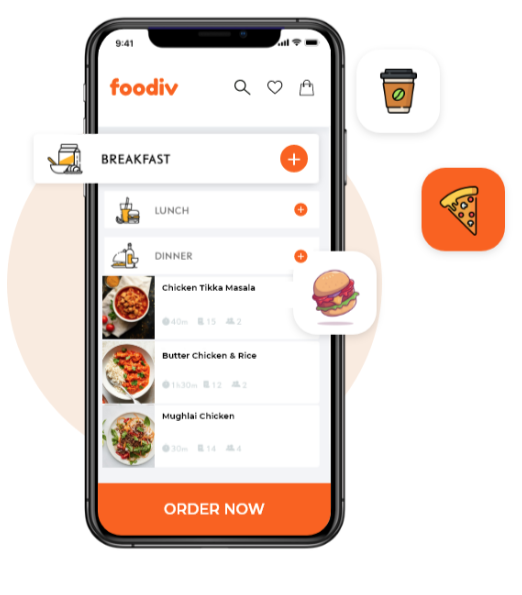 9:41
foodiv
BREAKFAST
LUNCH
DINNER
Chicken Tikka Masala
40m 15 2
Butter Chicken & Rice
1h30m 12 2
Mughlai Chicken
30m 14 4
ORDER NOW